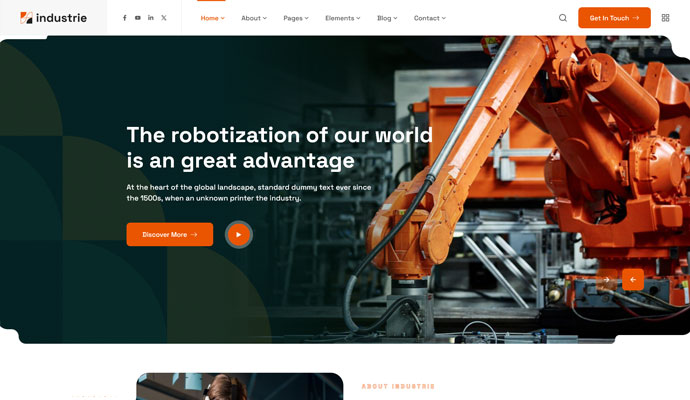 industrie
Home About Pages Elements Blog Contact
Get In Touch
The robotization of our world
is an great advantage
At the heart of the global landscape, standard dummy text ever since
the 1500s, when an unknown printer the industry.
Discover More
ABOUT INDUSTRIE